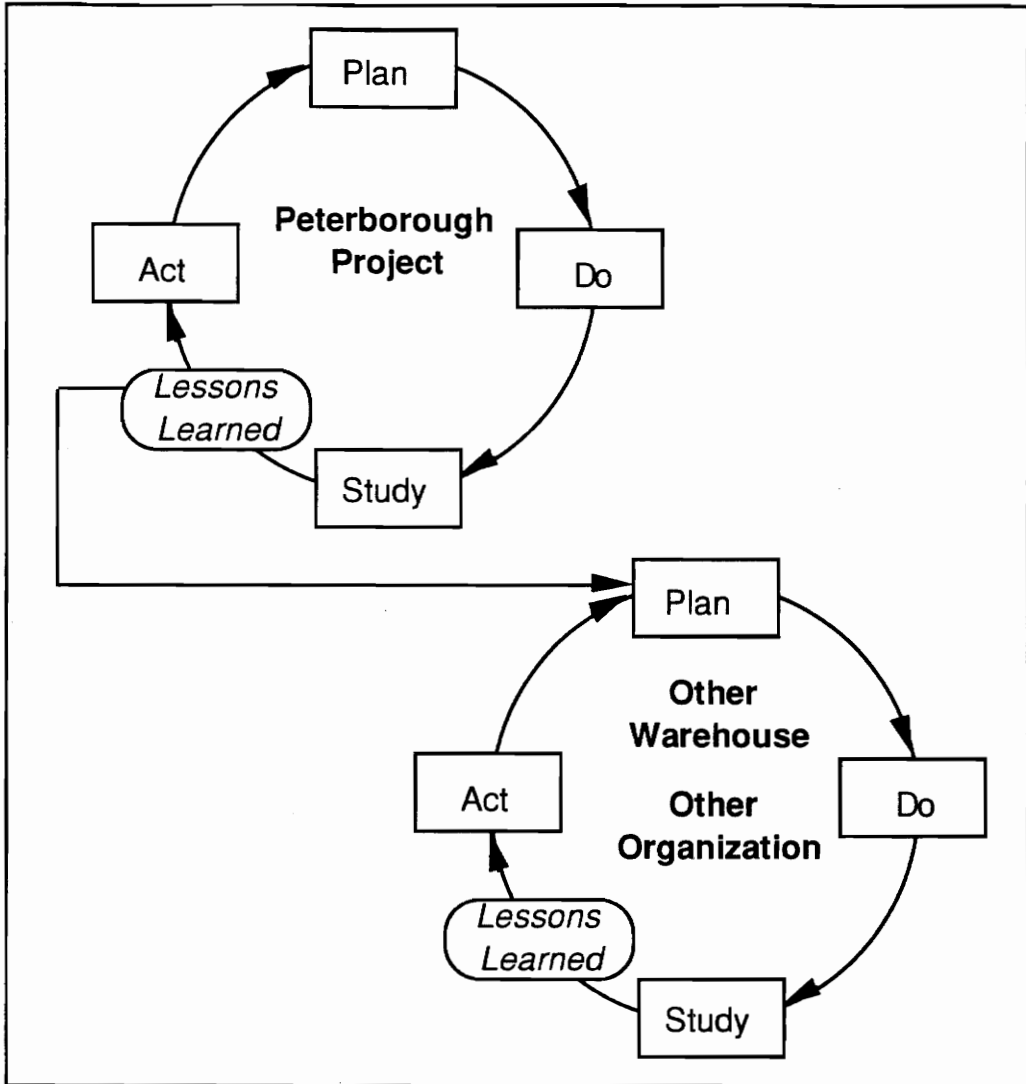 Plan
Peterborough
Project
Act
Do
Lessons
Learned
Study
Plan
Other
Warehouse
Act
Other
Organization
Do
Lessons
Learned
Study